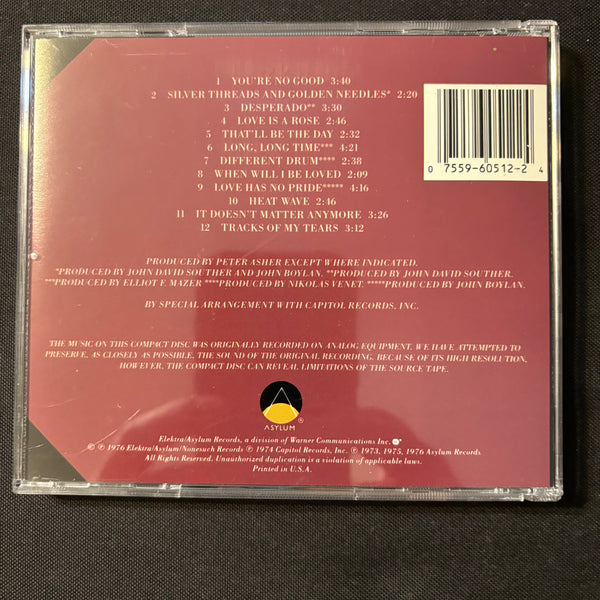 1 YOU'RE NO GOOD 3:40
2 SILVER THREADS AND GOLDEN NEEDLES* 2:20
3 DESPERADO** 3:30
4 LOVE IS A ROSE 2:46
5 THAT'LL BE THE DAY 2:32
6 LONG, LONG TIME*** 4:21
7 DIFFERENT DRUM**** 2:38
8 WHEN WILL I BE LOVED 2:09
9 LOVE HAS NO PRIDE***** 4:16
10 HEAT WAVE 2:46
11 IT DOESN'T MATTER ANYMORE 3:26
12 TRACKS OF MY TEARS 3:12
0 7559-60512-2 4
PRODUCED BY PETER ASHER EXCEPT WHERE INDICATED.
*PRODUCED BY JOHN DAVID SOUTHER AND JOHN BOYLAN. **PRODUCED BY JOHN DAVID SOUTHER.
***PRODUCED BY ELLIOT F. MAZER ****PRODUCED BY NIKOLAS VENET. *****PRODUCED BY JOHN BOYLAN.
BY SPECIAL ARRANGEMENT WITH CAPITOL RECORDS, INC.
THE MUSIC ON THIS COMPACT DISC WAS ORIGINALLY RECORDED ON ANALOG EQUIPMENT. WE HAVE ATTEMPTED TO
PRESERVE, AS CLOSELY AS POSSIBLE, THE SOUND OF THE ORIGINAL RECORDING. BECAUSE OF ITS HIGH RESOLUTION,
HOWEVER, THE COMPACT DISC CAN REVEAL LIMITATIONS OF THE SOURCE TAPE.
ASYLUM ®
Elektra/Asylum Records, a division of Warner Communications Inc.
© ℗ 1976 Elektra/Asylum/Nonesuch Records ℗ 1974 Capitol Records, Inc. ℗ 1973, 1975, 1976 Asylum Records
All Rights Reserved. Unauthorized duplication is a violation of applicable laws.
Printed in U.S.A.